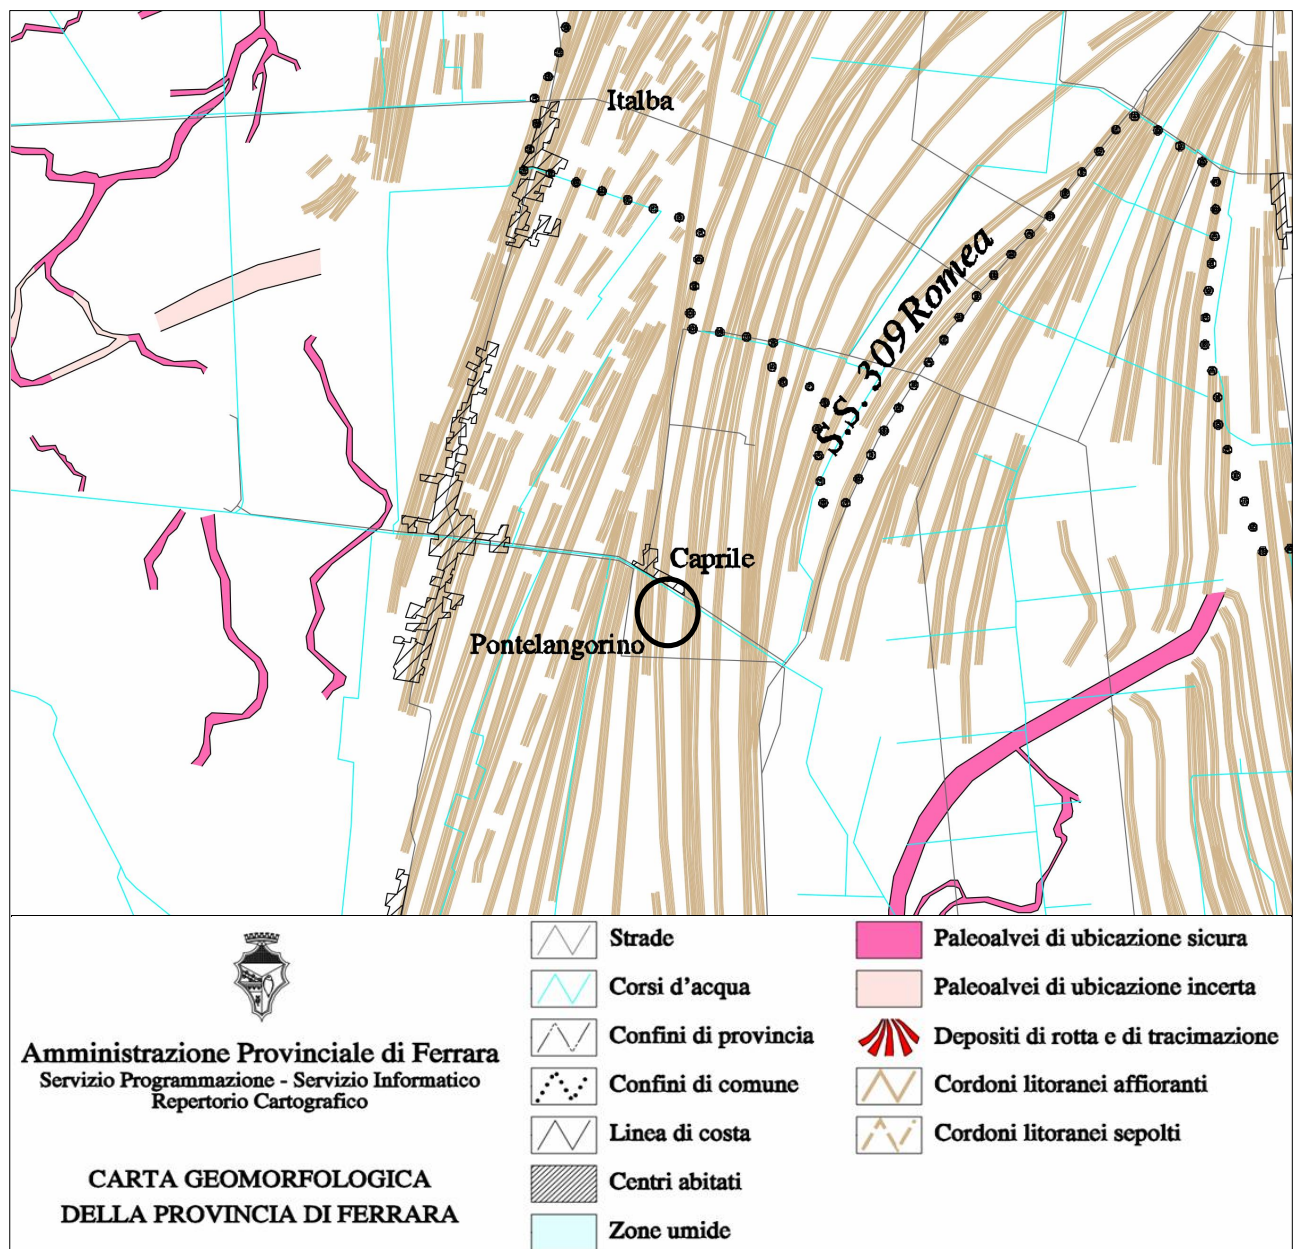 Italba
S.S. 309 Romea
Caprile
Pontelangorino
Amministrazione Provinciale di Ferrara
Servizio Programmazione - Servizio Informatico
Repertorio Cartografico
CARTA GEOMORFOLOGICA
DELLA PROVINCIA DI FERRARA
Strade
Corsi d'acqua
Confini di provincia
Confini di comune
Linea di costa
Centri abitati
Zone umide
Paleoalvei di ubicazione sicura
Paleoalvei di ubicazione incerta
Depositi di rotta e di tracimazione
Cordoni litoranei affioranti
Cordoni litoranei sepolti